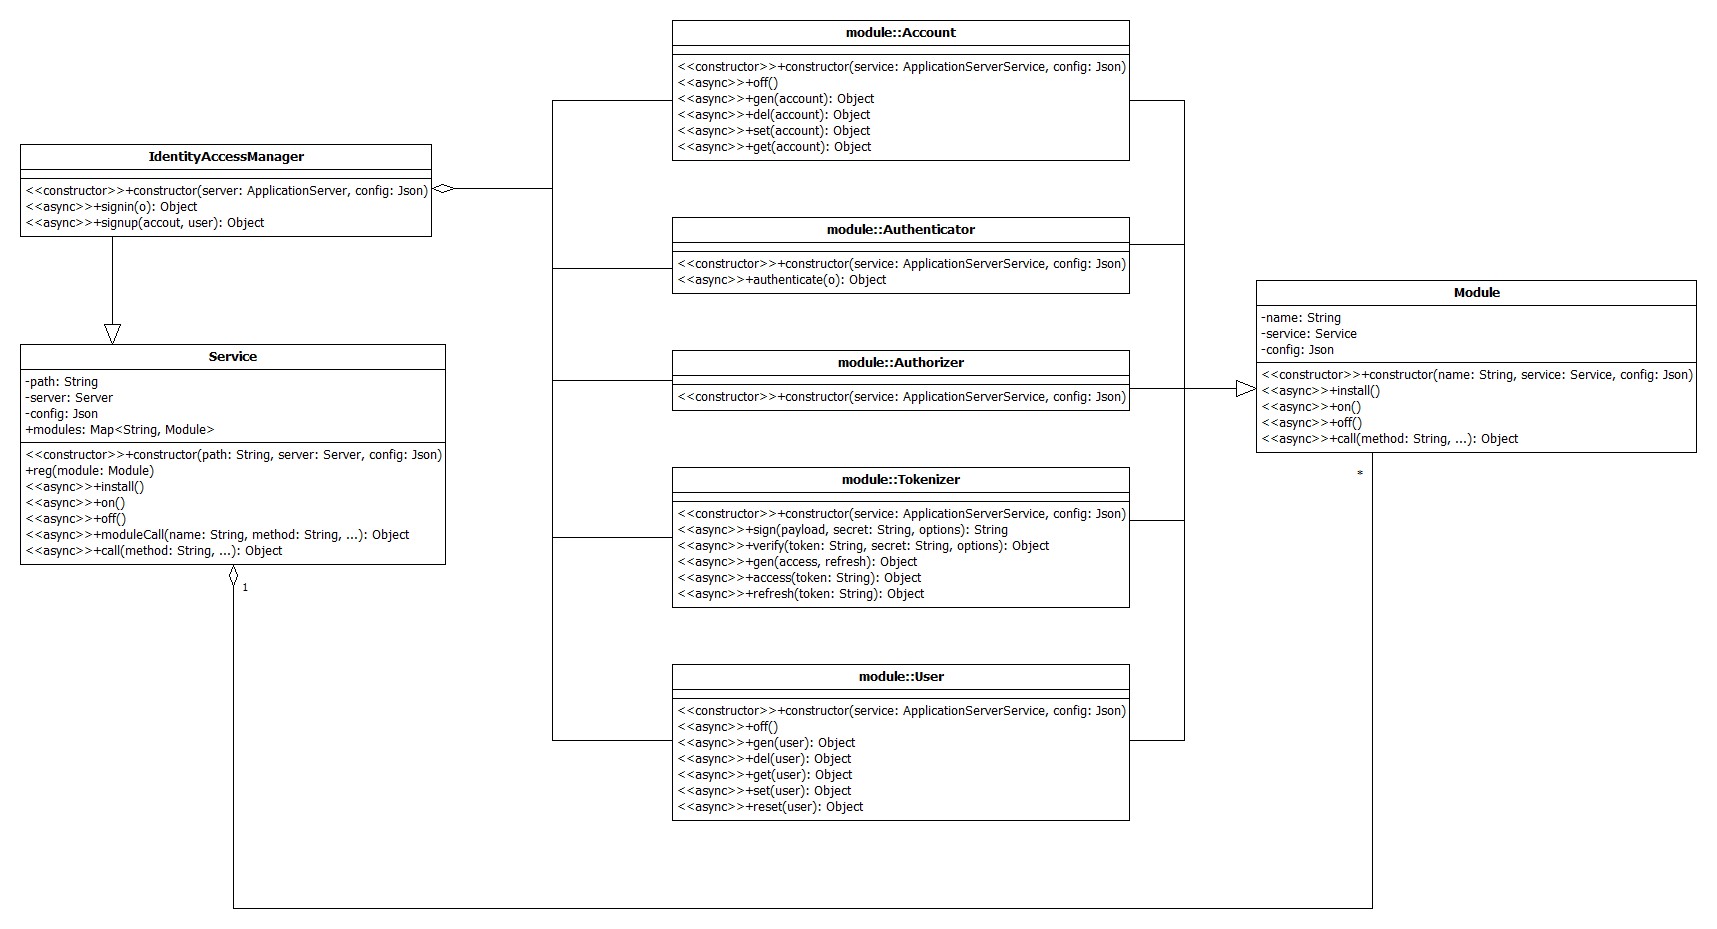 module::Account
<<constructor>>+constructor(service: ApplicationServerService, config: Json)
<<async>>+off()
<<async>>+gen(account): Object
<<async>>+del(account): Object
<<async>>+set(account): Object
<<async>>+get(account): Object
IdentityAccessManager
<<constructor>>+constructor(server: ApplicationServer, config: Json)
<<async>>+signin(o): Object
<<async>>+signup(accout, user): Object
module::Authenticator
<<constructor>>+constructor(service: ApplicationServerService, config: Json)
<<async>>+authenticate(o): Object
Module
-name: String
-service: Service
-config: Json
<<constructor>>+constructor(name: String, service: Service, config: Json)
<<async>>+install()
<<async>>+on()
<<async>>+off()
<<async>>+call(method: String, ...): Object
*
Service
-path: String
-server: Server
-config: Json
+modules: Map<String, Module>
<<constructor>>+constructor(path: String, server: Server, config: Json)
+reg(module: Module)
<<async>>+install()
<<async>>+on()
<<async>>+off()
<<async>>+moduleCall(name: String, method: String, ...): Object
<<async>>+call(method: String, ...): Object
1
module::Authorizer
<<constructor>>+constructor(service: ApplicationServerService, config: Json)
module::Tokenizer
<<constructor>>+constructor(service: ApplicationServerService, config: Json)
<<async>>+sign(payload, secret: String, options): String
<<async>>+verify(token: String, secret: String, options): Object
<<async>>+gen(access, refresh): Object
<<async>>+access(token: String): Object
<<async>>+refresh(token: String): Object
module::User
<<constructor>>+constructor(service: ApplicationServerService, config: Json)
<<async>>+off()
<<async>>+gen(user): Object
<<async>>+del(user): Object
<<async>>+get(user): Object
<<async>>+set(user): Object
<<async>>+reset(user): Object